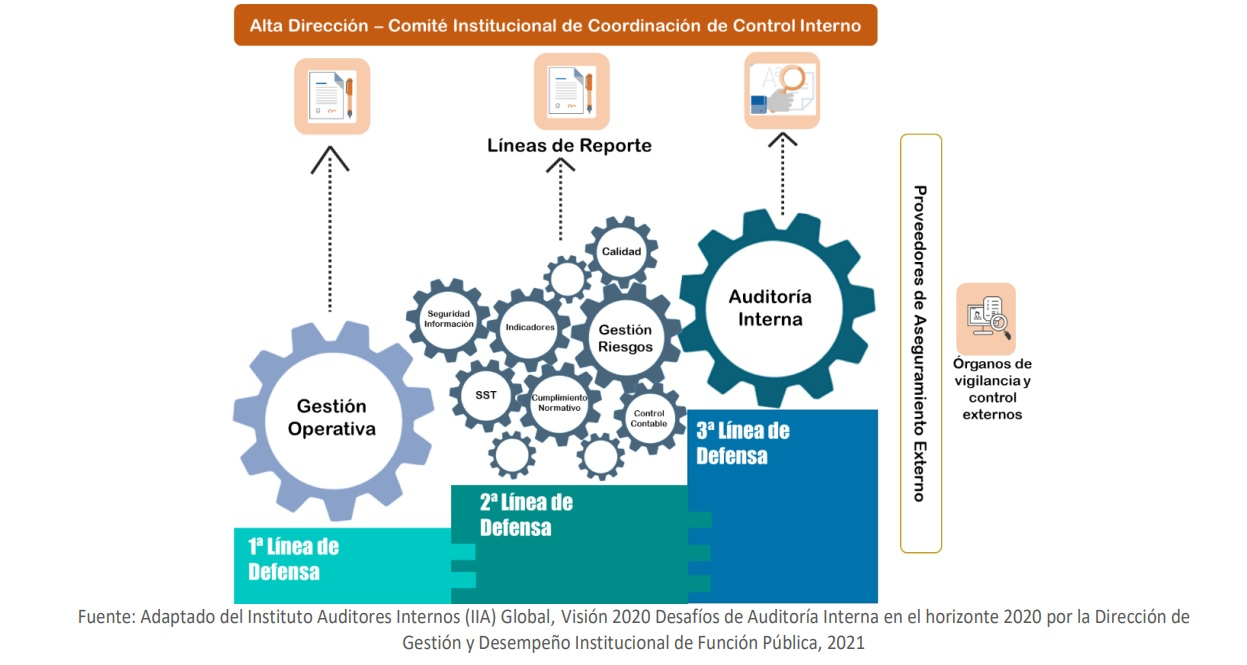 Alta Dirección – Comité Institucional de Coordinación de Control Interno
Líneas de Reporte
Calidad
Seguridad
Información
Indicadores
Gestión
Riesgos
Auditoría
Interna
SST
Cumplimiento
Normativo
Control
Contable
Gestión
Operativa
1ª Línea de
Defensa
2ª Línea de
Defensa
3ª Línea de
Defensa
Proveedores de Aseguramiento Externo
Órganos de
vigilancia y
control
externos
Fuente: Adaptado del Instituto Auditores Internos (IIA) Global, Visión 2020 Desafíos de Auditoría Interna en el horizonte 2020 por la Dirección de
Gestión y Desempeño Institucional de Función Pública, 2021